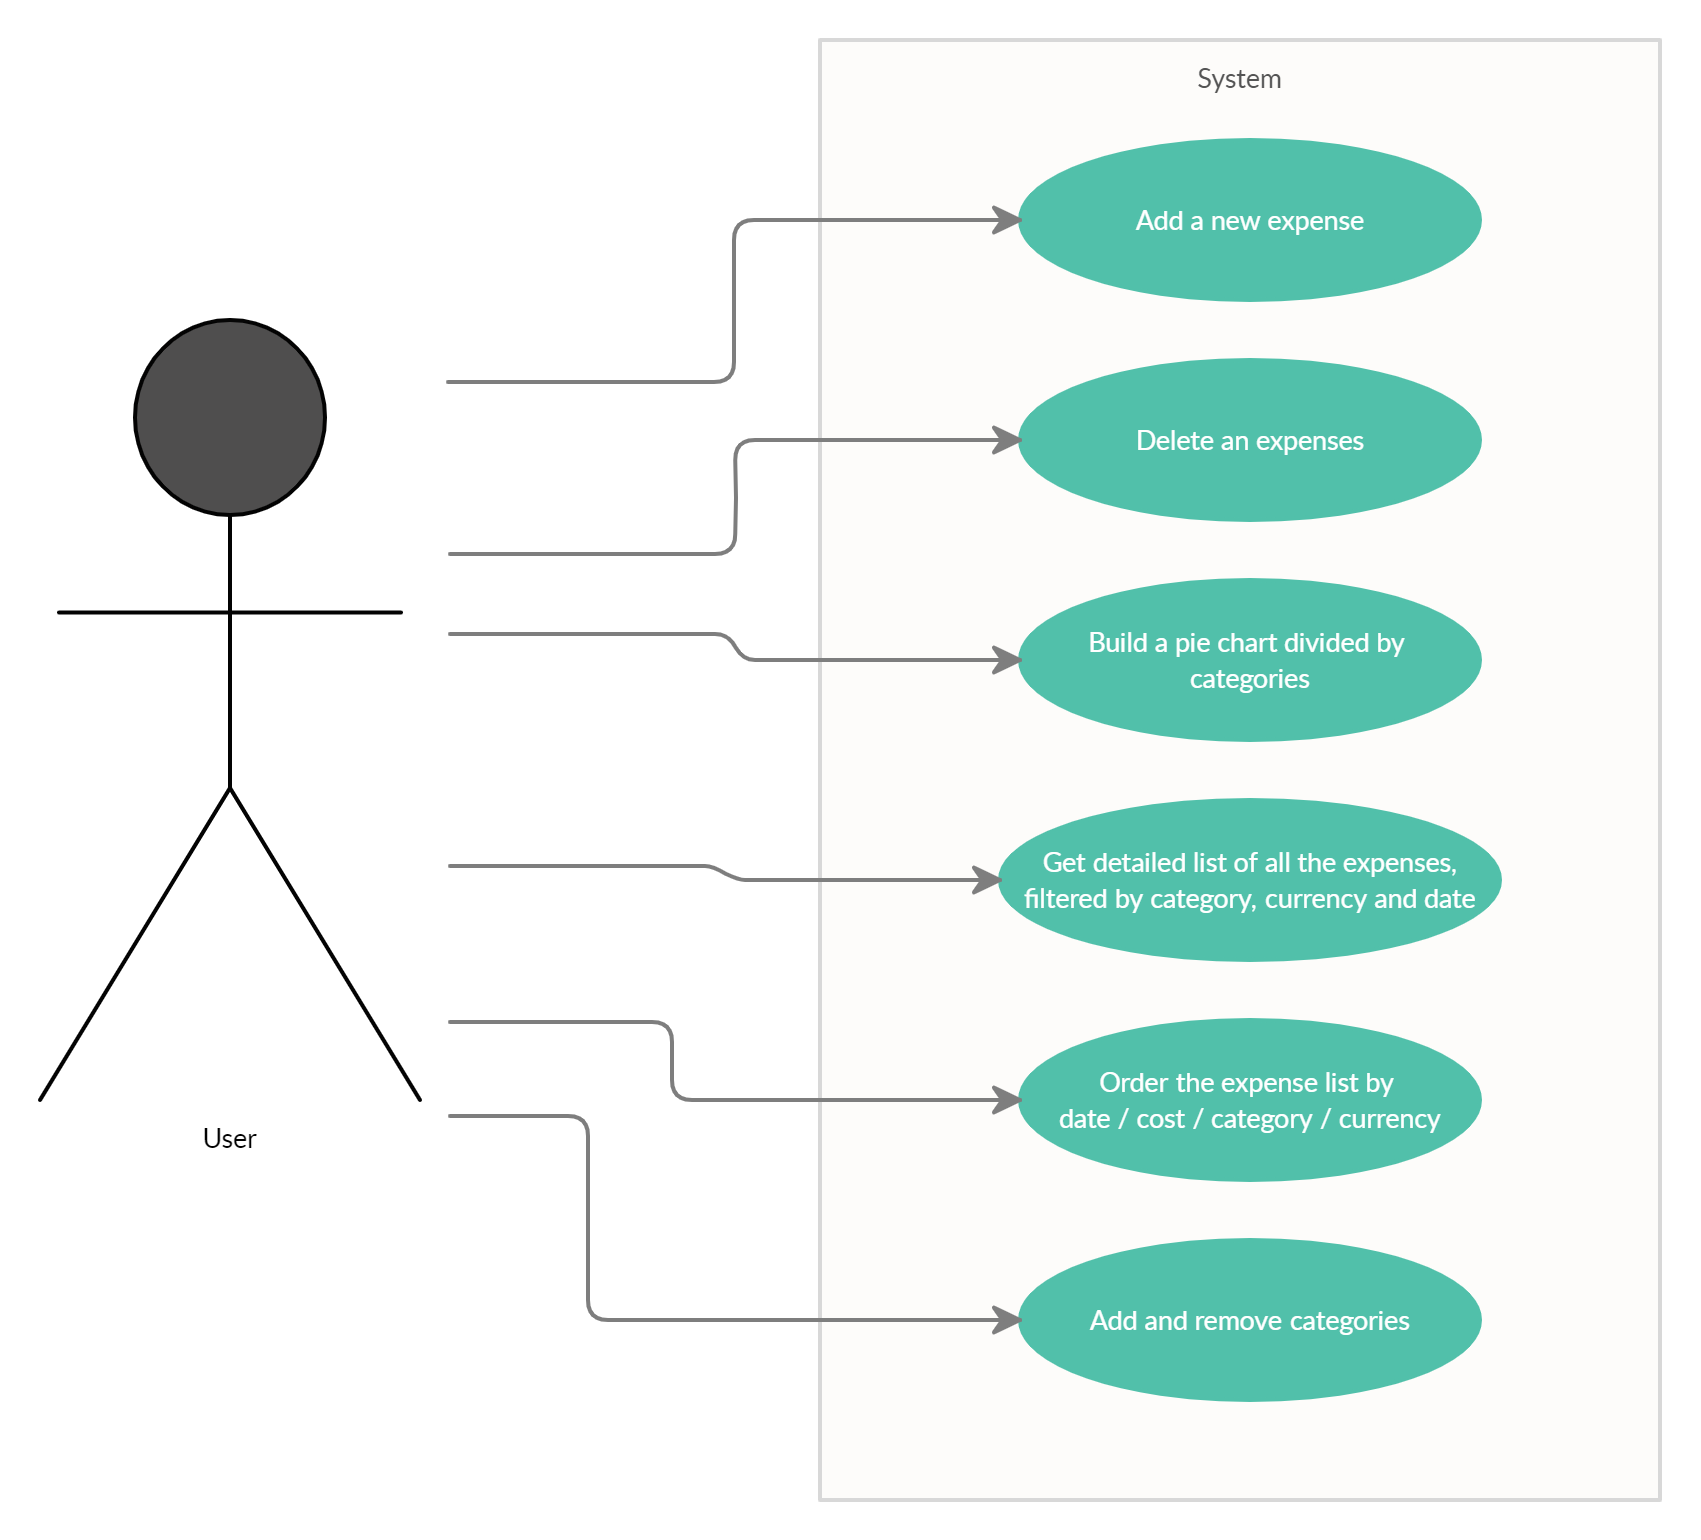 System
Add a new expense
Delete an expenses
Build a pie chart divided by
categories
Get detailed list of all the expenses,
filtered by category, currency and date
Order the expense list by
date / cost / category / currency
User
Add and remove categories